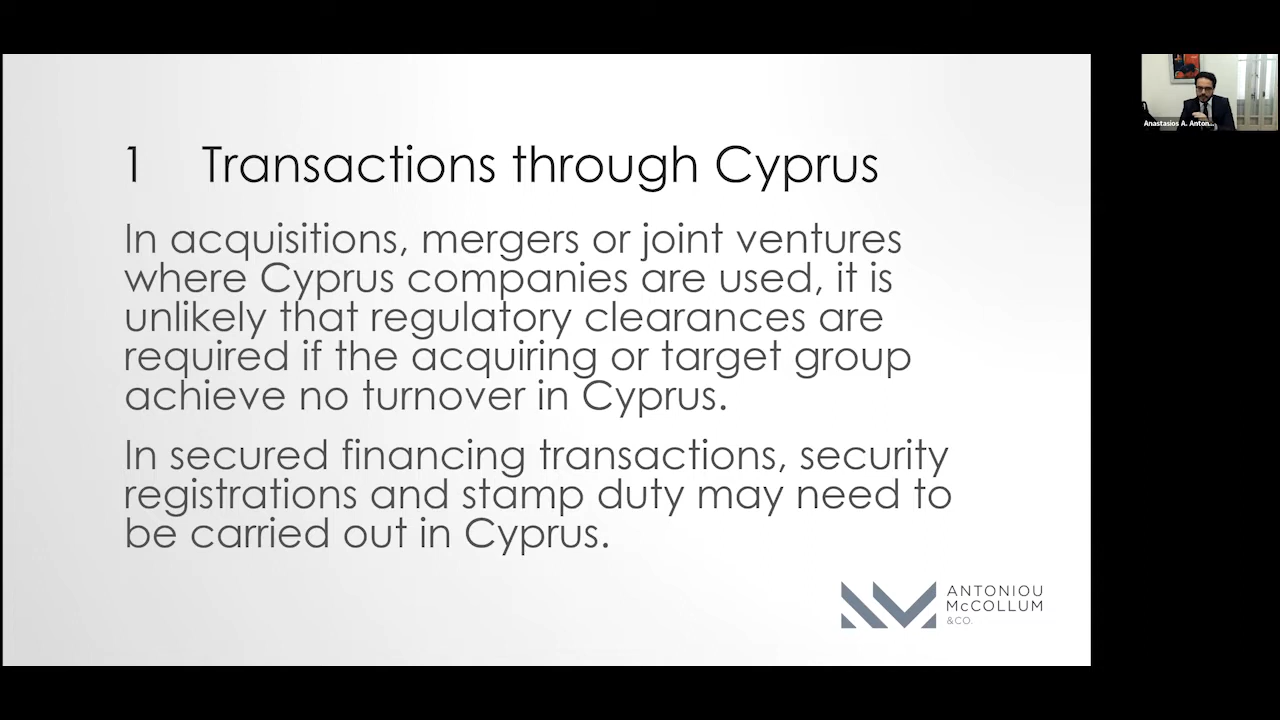 1 Transactions through Cyprus
In acquisitions, mergers or joint ventures
where Cyprus companies are used, it is
unlikely that regulatory clearances are
required if the acquiring or target group
achieve no turnover in Cyprus.
In secured financing transactions, security
registrations and stamp duty may need to
be carried out in Cyprus.
ANTONIOU
McCOLLUM
&CO.
Anastasios A. Anton...